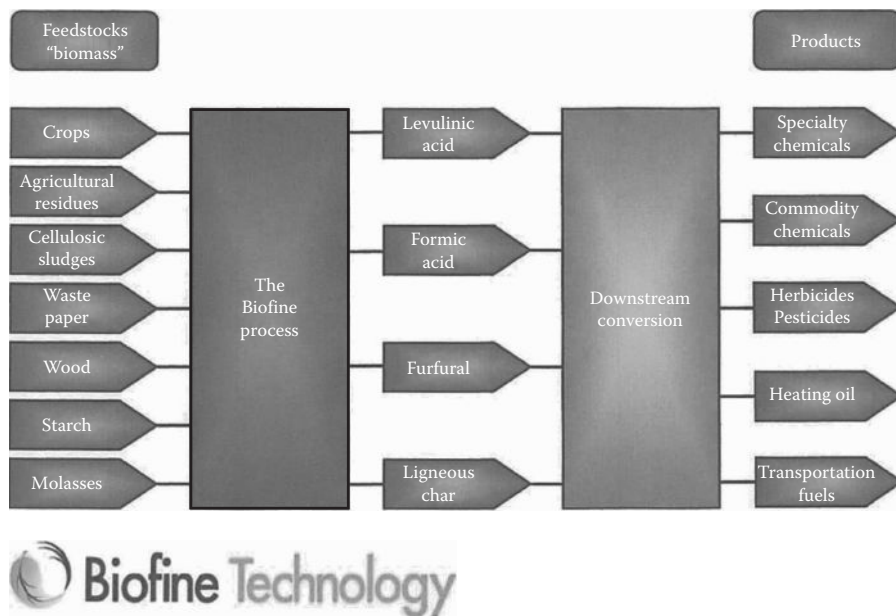 Feedstocks
“biomass”
Products
Crops
Agricultural
residues
Cellulosic
sludges
Waste
paper
Wood
Starch
Molasses
The
Biofine
process
Levulinic
acid
Formic
acid
Furfural
Ligneous
char
Downstream
conversion
Specialty
chemicals
Commodity
chemicals
Herbicides
Pesticides
Heating oil
Transportation
fuels
Biofine Technology